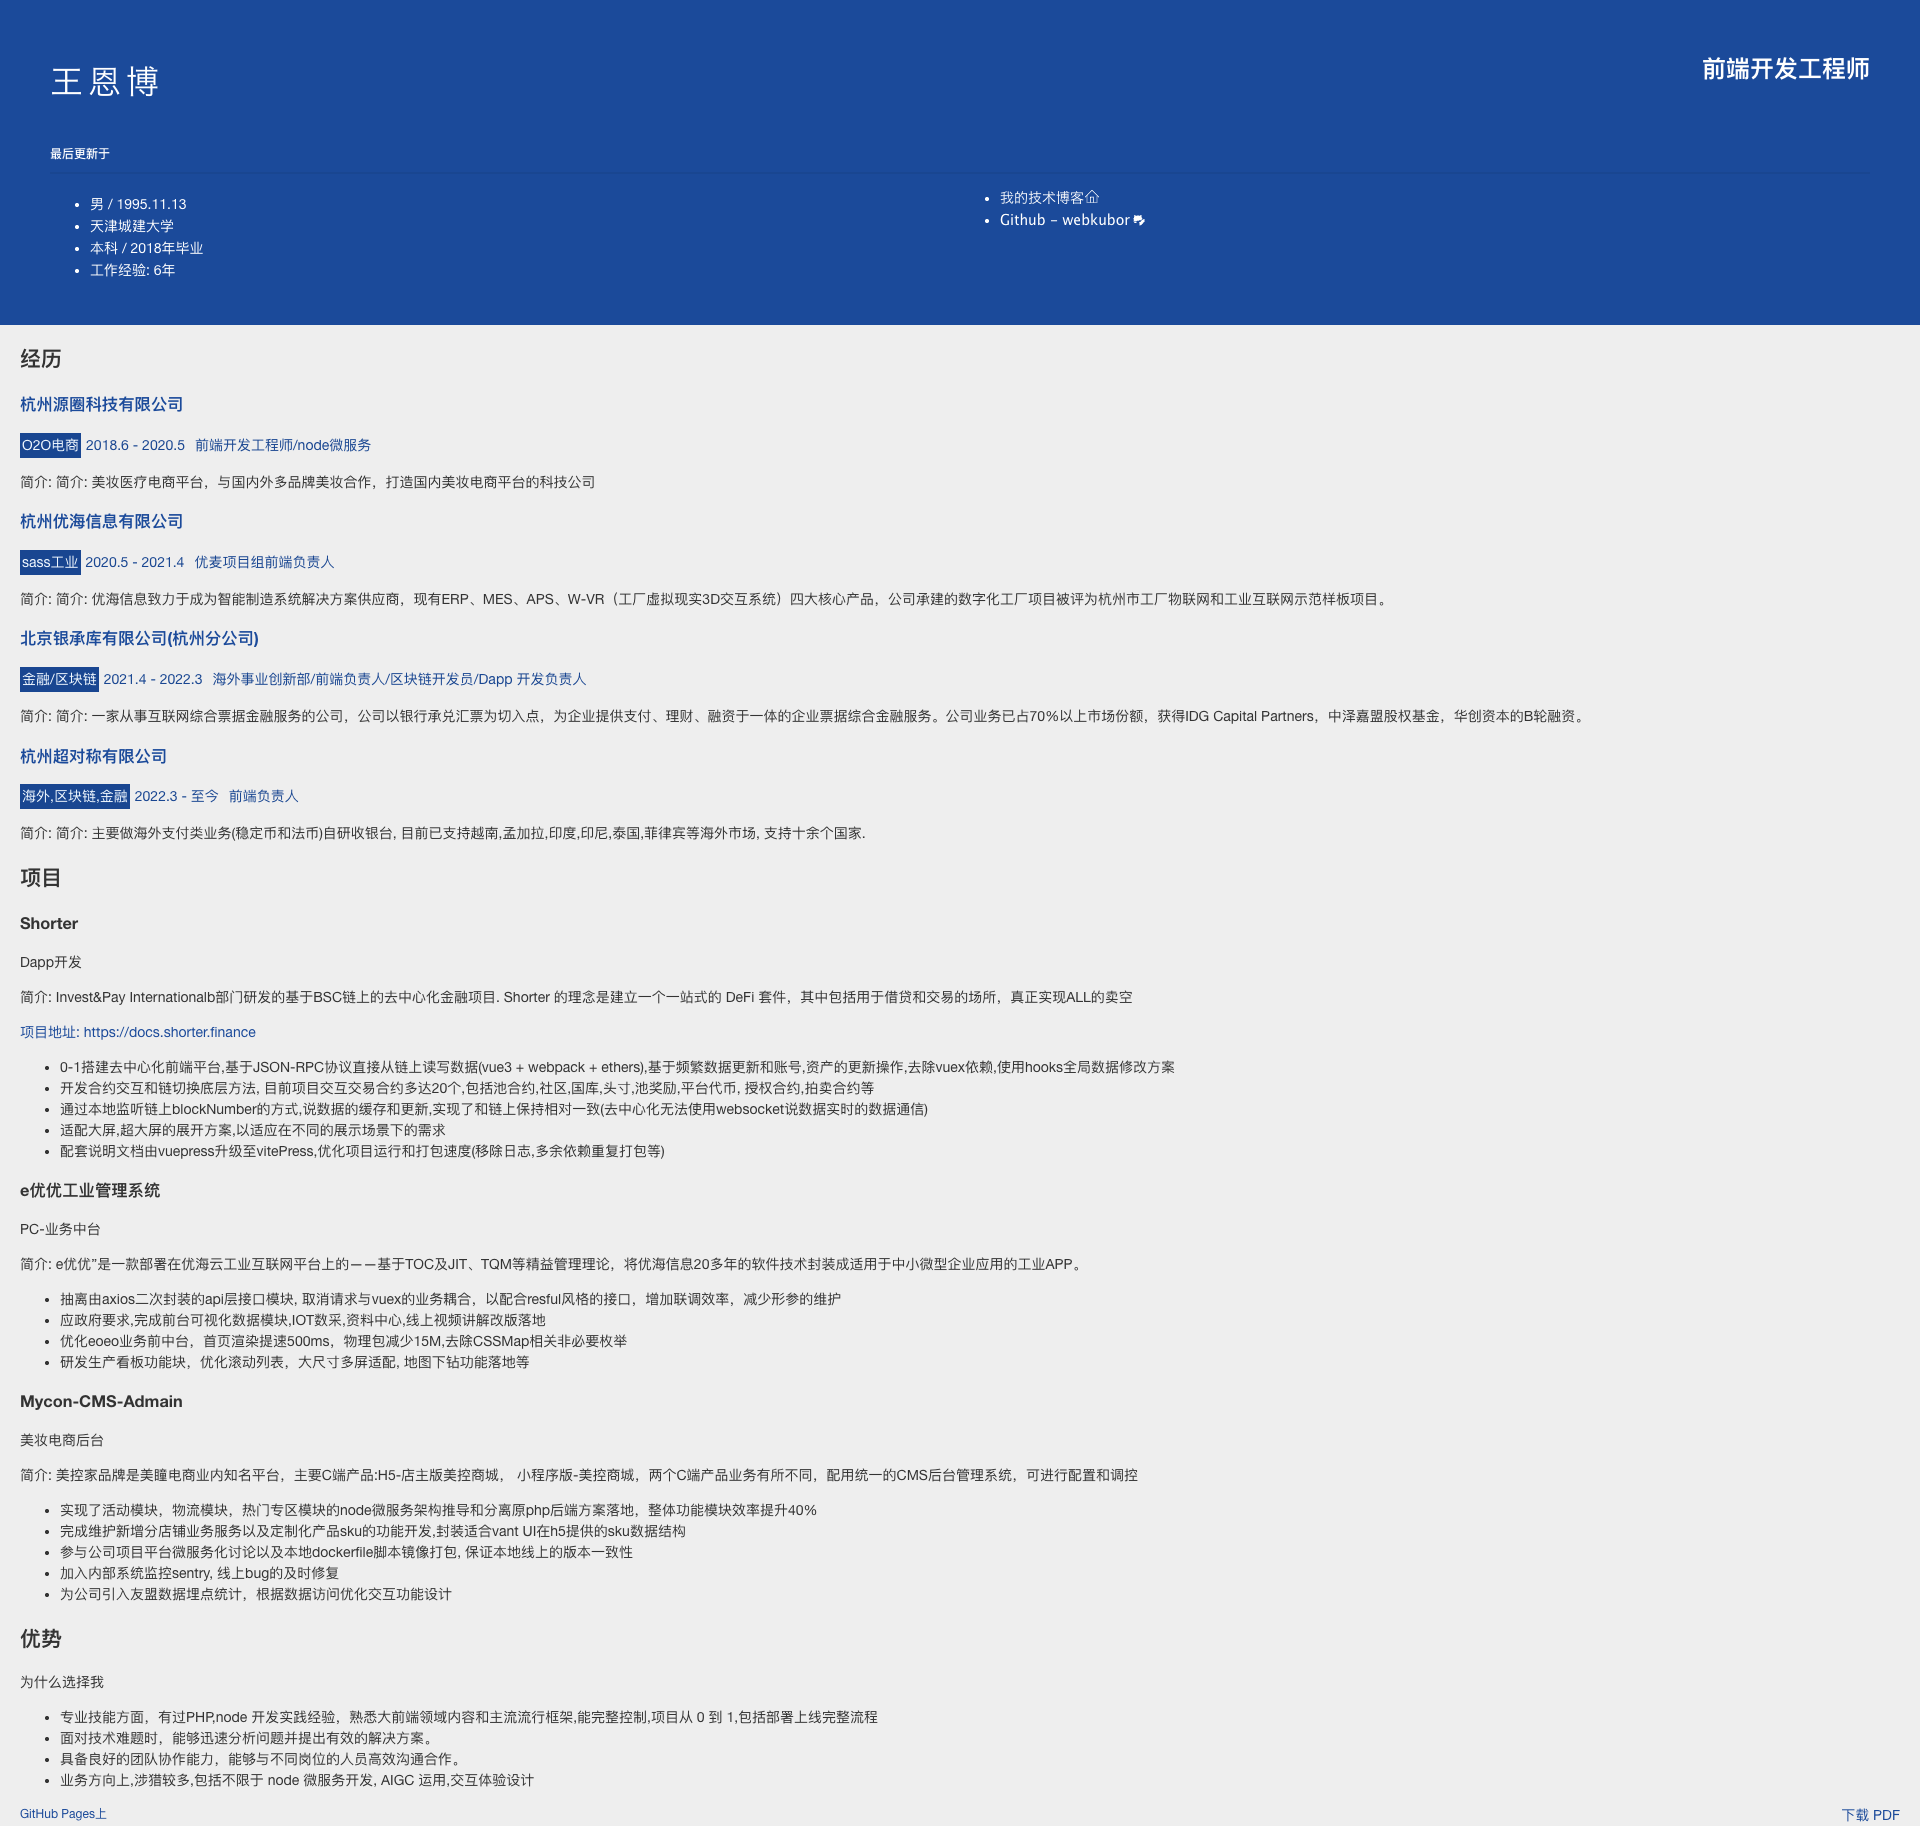 王恩博
前端开发工程师
最后更新于
男 / 1995.11.13
天津城建大学
本科 / 2018年毕业
工作经验: 6年
我的技术博客
Github - webkubor
经历
杭州源圈科技有限公司
O2O电商 2018.6 - 2020.5 前端开发工程师/node微服务
简介: 简介: 美妆医疗电商平台，与国内外多品牌美妆合作，打造国内美妆电商平台的科技公司
杭州优海信息有限公司
sass工业 2020.5 - 2021.4 优麦项目组前端负责人
简介: 简介: 优海信息致力于成为智能制造系统解决方案供应商，现有ERP、MES、APS、W-VR（工厂虚拟现实3D交互系统）四大核心产品，公司承建的数字化工厂项目被评为杭州市工厂物联网和工业互联网示范样板项目。
北京银承库有限公司(杭州分公司)
金融/区块链 2021.4 - 2022.3 海外事业创新部/前端负责人/区块链开发员/Dapp 开发负责人
简介: 简介: 一家从事互联网综合票据金融服务的公司，公司以银行承兑汇票为切入点，为企业提供支付、理财、融资于一体的企业票据综合金融服务。公司业务已占70%以上市场份额，获得IDG Capital Partners，中泽嘉盟股权基金，华创资本的B轮融资。
杭州超对称有限公司
海外,区块链,金融 2022.3 - 至今 前端负责人
简介: 简介: 主要做海外支付类业务(稳定币和法币)自研收银台, 目前已支持越南,孟加拉,印度,印尼,泰国,菲律宾等海外市场, 支持十余个国家.
项目
Shorter
Dapp开发
简介: Invest&Pay Internationalb部门研发的基于BSC链上的去中心化金融项目. Shorter 的理念是建立一个一站式的 DeFi 套件，其中包括用于借贷和交易的场所，真正实现ALL的卖空
项目地址: https://docs.shorter.finance
0-1搭建去中心化前端平台,基于JSON-RPC协议直接从链上读写数据(vue3 + webpack + ethers),基于频繁数据更新和账号,资产的更新操作,去除vuex依赖,使用hooks全局数据修改方案
开发合约交互和链切换底层方法, 目前项目交互交易合约多达20个,包括池合约,社区,国库,头寸,池奖励,平台代币, 授权合约,拍卖合约等
通过本地监听链上blockNumber的方式,说数据的缓存和更新,实现了和链上保持相对一致(去中心化无法使用websocket说数据实时的数据通信)
适配大屏,超大屏的展开方案,以适应在不同的展示场景下的需求
配套说明文档由vuepress升级至vitePress,优化项目运行和打包速度(移除日志,多余依赖重复打包等)
e优优工业管理系统
PC-业务中台
简介: e优优”是一款部署在优海云工业互联网平台上的——基于TOC及JIT、TQM等精益管理理论，将优海信息20多年的软件技术封装成适用于中小微型企业应用的工业APP。
抽离由axios二次封装的api层接口模块, 取消请求与vuex的业务耦合，以配合resful风格的接口，增加联调效率，减少形参的维护
应政府要求,完成前台可视化数据模块,IOT数采,资料中心,线上视频讲解改版落地
优化eoeo业务前中台，首页渲染提速500ms，物理包减少15M,去除CSSMap相关非必要枚举
研发生产看板功能块，优化滚动列表，大尺寸多屏适配, 地图下钻功能落地等
Mycon-CMS-Admain
美妆电商后台
简介: 美控家品牌是美瞳电商业内知名平台，主要C端产品:H5-店主版美控商城， 小程序版-美控商城，两个C端产品业务有所不同，配用统一的CMS后台管理系统，可进行配置和调控
实现了活动模块，物流模块，热门专区模块的node微服务架构推导和分离原php后端方案落地，整体功能模块效率提升40%
完成维护新增分店铺业务服务以及定制化产品sku的功能开发,封装适合vant UI在h5提供的sku数据结构
参与公司项目平台微服务化讨论以及本地dockerfile脚本镜像打包, 保证本地线上的版本一致性
加入内部系统监控sentry, 线上bug的及时修复
为公司引入友盟数据埋点统计，根据数据访问优化交互功能设计
优势
为什么选择我
专业技能方面，有过PHP,node 开发实践经验，熟悉大前端领域内容和主流流行框架,能完整控制,项目从 0 到 1,包括部署上线完整流程
面对技术难题时，能够迅速分析问题并提出有效的解决方案。
具备良好的团队协作能力，能够与不同岗位的人员高效沟通合作。
业务方向上,涉猎较多,包括不限于 node 微服务开发, AIGC 运用,交互体验设计
GitHub Pages上
下载 PDF